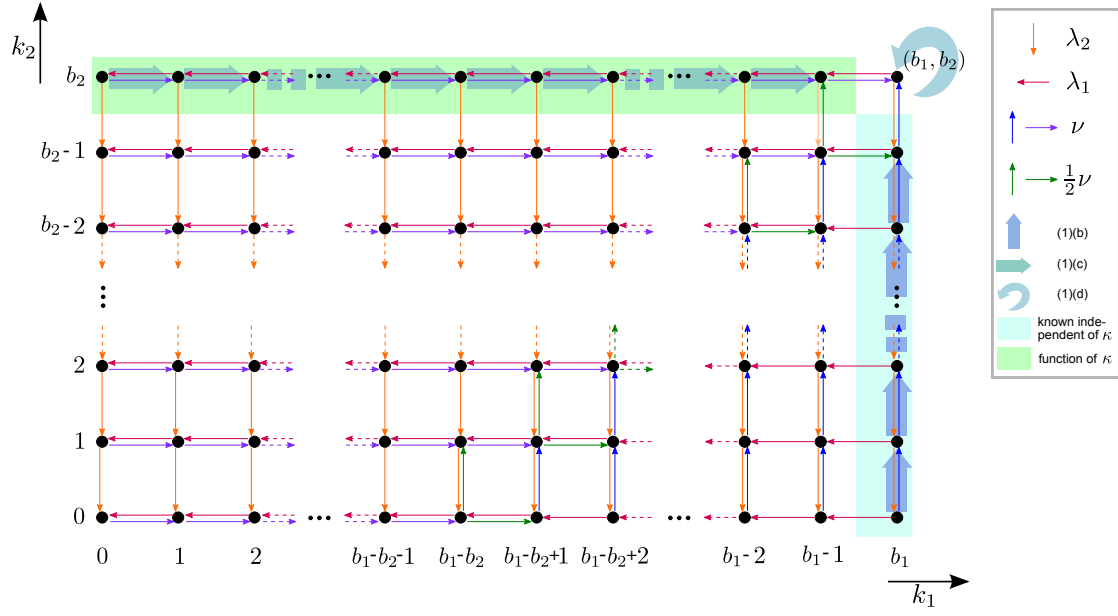 k₂
b₂
(b₁, b₂)
b₂-1
b₂-2
2
1
0
0 1 2 b₁-b₂-1 b₁-b₂ b₁-b₂+1 b₁-b₂+2 b₁-2 b₁-1 b₁
k₁
λ₂
λ₁
ν
½ν
(1)(b)
(1)(c)
(1)(d)
known inde-
pendent of κ
function of κ